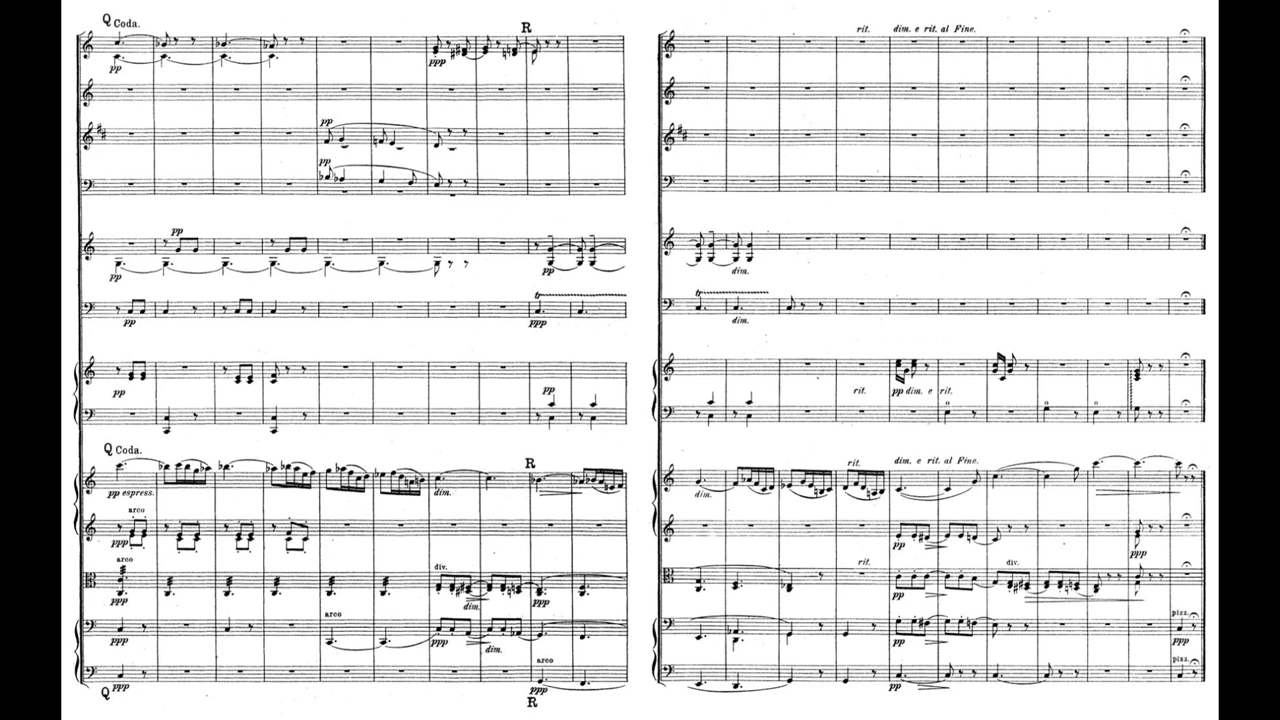 Q Coda.
R
pp
ppp
pp
pp
pp
pp
pp
pp
ppp
pp
pp
Q Coda.
R
pp espress.
dim.
arco
ppp
arco
div.
ppp
dim.
ppp
arco
ppp
dim.
arco
ppp
ppp
Q
R
rit. dim. e rit. al Fine.
dim.
dim.
rit. pp dim. e rit.
rit. dim. e rit. al Fine.
dim.
pp
ppp
rit.
div.
pp
pizz.
pp
ppp
pizz.
pp